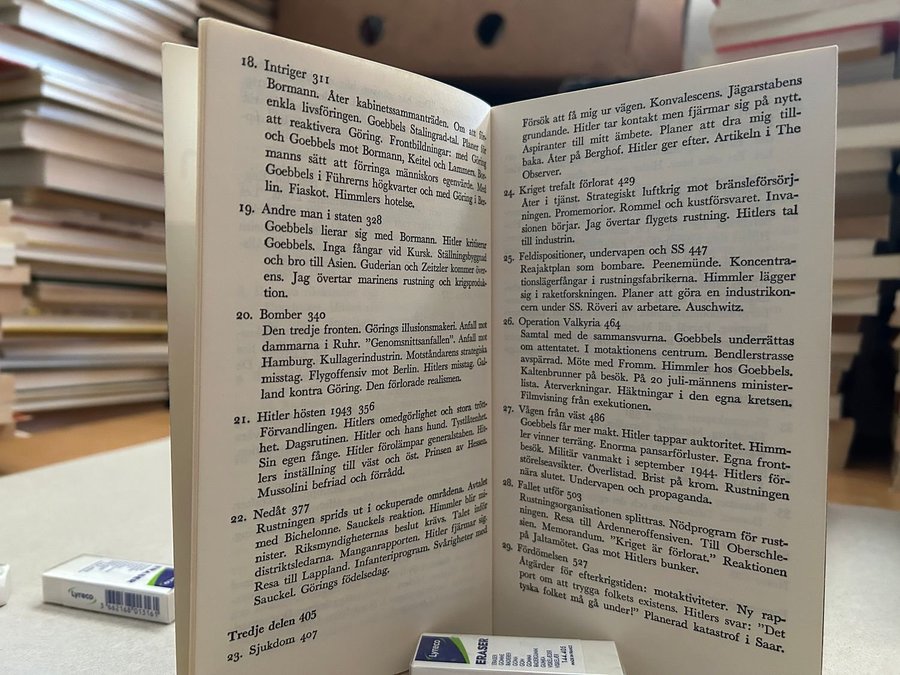 18. Intriger 311
Bormann. Åter kabinettssammanträden. Om att för-
enkla livsföringen. Goebbels Stalingrad-tal. Planer för
att reaktivera Göring. Frontbildningar: med Göring
och Goebbels mot Bormann, Keitel och Lammers. Bor-
manns sätt att förringa människors egenvärde. Med
Goebbels i Führerns högkvarter och med Göring i Ber-
lin. Fiaskot. Himmlers hotelse.
19. Andre man i staten 328
Goebbels lierar sig med Bormann. Hitler kritiserar
Goebbels. Inga fångar vid Kursk. Ställningsbyggnad
och bro till Asien. Guderian och Zeitzler kommer över-
ens. Jag övertar marinens rustning och krigsproduk-
tion.
20. Bomber 340
Den tredje fronten. Görings illusionsmakeri. Anfall mot
dammarna i Ruhr. "Genomsnittsanfallen". Anfall mot
Hamburg. Kullagerindustrin. Motståndarens strategiska
misstag. Flygoffensiv mot Berlin. Hitlers misstag. Gal-
land kontra Göring. Den förlorade realismen.
21. Hitler hösten 1943 356
Förvandlingen. Hitlers omedgörlighet och stora trött-
het. Dagsrutinen. Hitler och hans hund. Tystlåtenhet.
Sin egen fånge. Hitler förolämpar generalstaben. Hit-
lers inställning till väst och öst. Prinsen av Hessen.
Mussolini befriad och förrådd.
22. Nedåt 377
Rustningen sprids ut i ockuperade områdena. Avtalet
med Bichelonne. Sauckels reaktion. Himmler blir mi-
nister. Riksmyndigheternas beslut krävs. Talet inför
distriktsledarna. Manganrapporten. Hitler fjärmar sig.
Resa till Lappland. Infanteriprogram. Svårigheter med
Sauckel. Görings födelsedag.
Tredje delen 405
23. Sjukdom 407
Försök att få mig ur vägen. Konvalescens. Jägarstabens
grundande. Hitler tar kontakt men fjärmar sig på nytt.
Aspiranter till mitt ämbete. Planer att dra mig till-
baka. Åter på Berghof. Hitler ger efter. Artikeln i The
Observer.
24. Kriget trefalt förlorat 429
Åter i tjänst. Strategiskt luftkrig mot bränsleförsörj-
ningen. Promemorior. Rommel och kustförsvaret. Inva-
sionen börjar. Jag övertar flygets rustning. Hitlers tal
till industrin.
25. Feldispositioner, undervapen och SS 447
Reajaktplan som bombare. Peenemünde. Koncentra-
tionslägerfångar i rustningsfabrikerna. Himmler lägger
sig i raketforskningen. Planer att göra en industrikon-
cern under SS. Röveri av arbetare. Auschwitz.
26. Operation Valkyria 464
Samtal med de sammansvurna. Goebbels underrättas
om attentatet. I motaktionens centrum. Bendlerstrasse
avspärrad. Möte med Fromm. Himmler hos Goebbels.
Kaltenbrunner på besök. På 20 juli-männens minister-
lista. Återverkningar. Häktningar i den egna kretsen.
Filmvisning från exekutionen.
27. Vågen från väst 486
Goebbels får mer makt. Hitler tappar auktoritet. Himm-
ler vinner terräng. Enorma pansarförluster. Egna front-
besök. Militär vanmakt i september 1944. Hitlers för-
störelseavsikter. Överlistad. Brist på krom. Rustningen
nära slutet. Undervapen och propaganda.
28. Fallet utför 503
Rustningsorganisationen splittras. Nödprogram för rust-
ningen. Resa till Ardenneroffensiven. Till Oberschle-
sien. Memorandum. "Kriget är förlorat." Reaktionen
på Jaltamötet. Gas mot Hitlers bunker.
29. Fördömelsen 527
Åtgärder för efterkrigstiden: motaktiviteter. Ny rap-
port om att trygga folkets existens. Hitlers svar: "Det
tyska folket må gå under!" Planerad katastrof i Saar.
Lyreco
3 662168 013161
Lyreco
ERASER